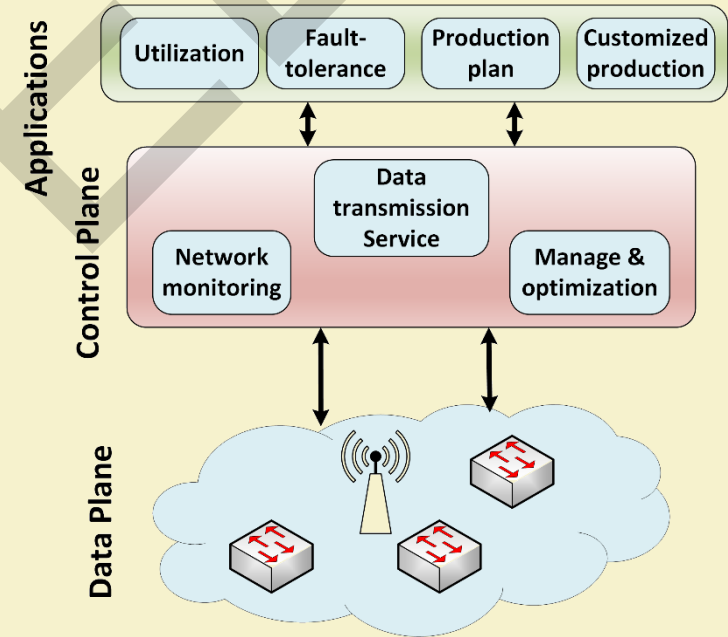 Applications
Utilization
Fault-
tolerance
Production
plan
Customized
production
Control Plane
Data
transmission
Service
Network
monitoring
Manage &
optimization
Data Plane